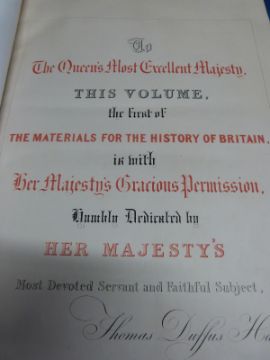 To
The Queen's Most Excellent Majesty,
THIS VOLUME,
the first of
THE MATERIALS FOR THE HISTORY OF BRITAIN,
is with
Her Majesty's Gracious Permission,
Humbly Dedicated by
HER MAJESTY'S
Most Devoted Servant and Faithful Subject,
Thomas Duffus Ha